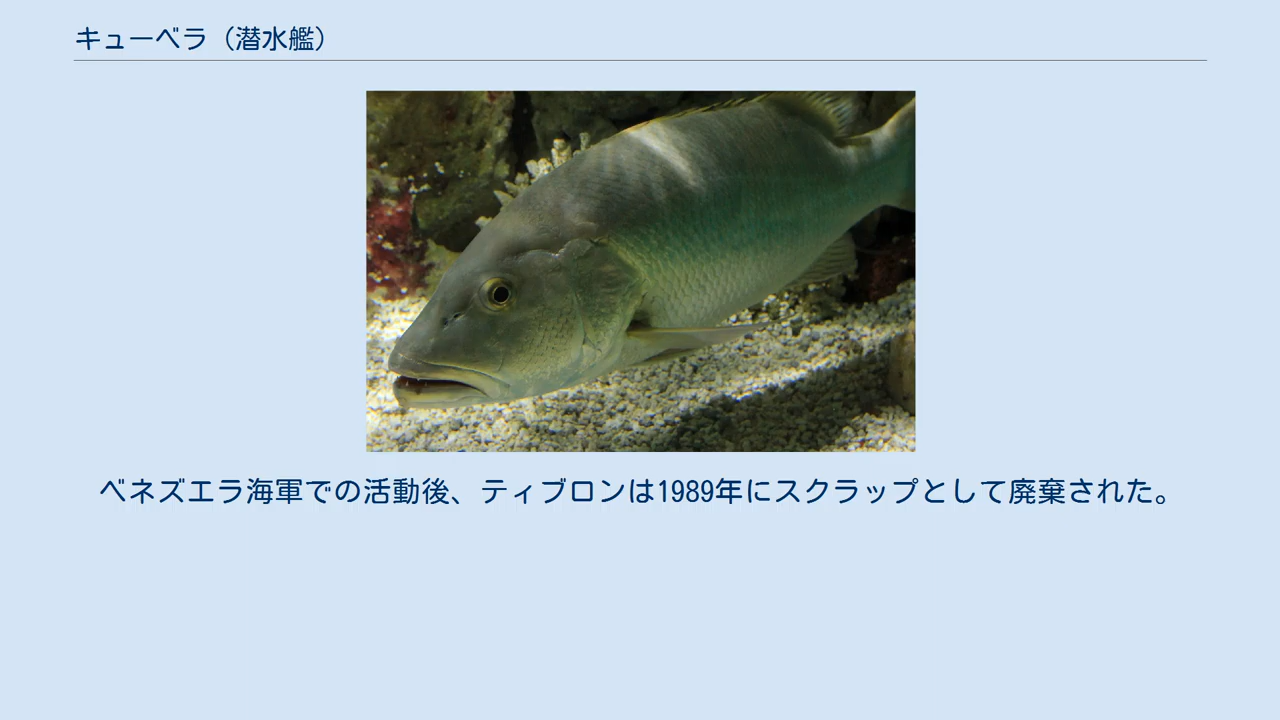 キューベラ（潜水艦）
ベネズエラ海軍での活動後、ティブロンは1989年にスクラップとして廃棄された。